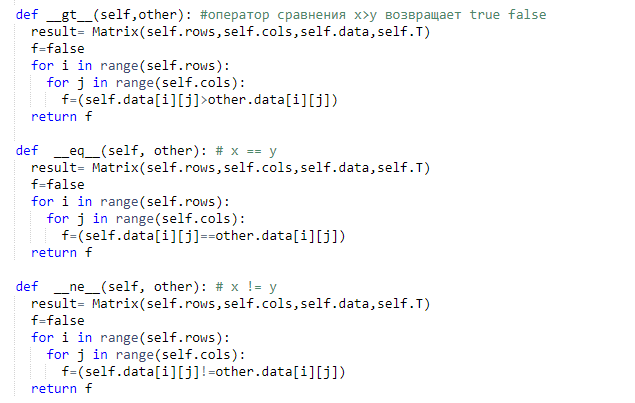 def __gt__(self,other): #оператор сравнения x>y возвращает true false
result= Matrix(self.rows,self.cols,self.data,self.T)
f=false
for i in range(self.rows):
for j in range(self.cols):
f=(self.data[i][j]>other.data[i][j])
return f
def __eq__(self, other): # x == y
result= Matrix(self.rows,self.cols,self.data,self.T)
f=false
for i in range(self.rows):
for j in range(self.cols):
f=(self.data[i][j]==other.data[i][j])
return f
def __ne__(self, other): # x != y
result= Matrix(self.rows,self.cols,self.data,self.T)
f=false
for i in range(self.rows):
for j in range(self.cols):
f=(self.data[i][j]!=other.data[i][j])
return f